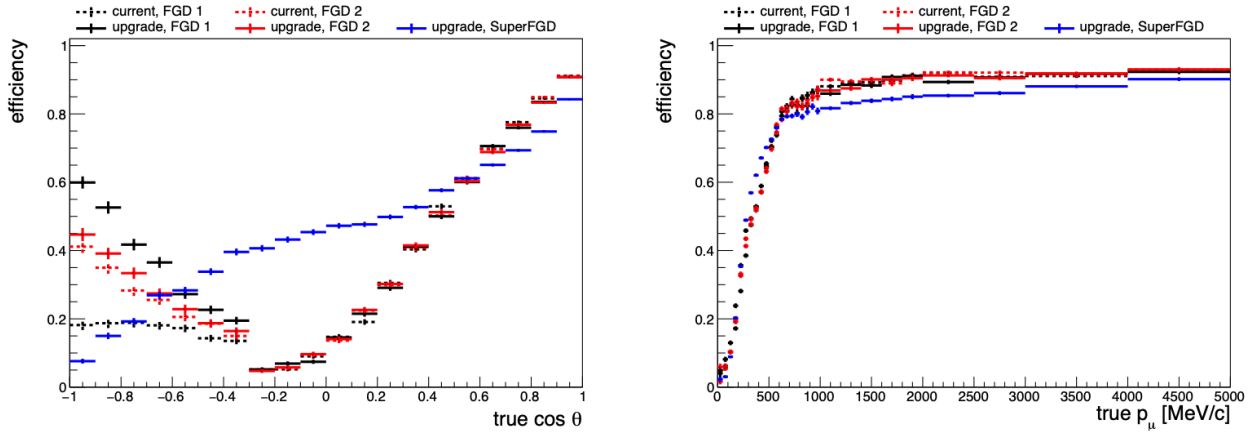 current, FGD 1 current, FGD 2
upgrade, FGD 1 upgrade, FGD 2 upgrade, SuperFGD
efficiency
1
0.8
0.6
0.4
0.2
0
−1 −0.8 −0.6 −0.4 −0.2 0 0.2 0.4 0.6 0.8 1
true cos θ
current, FGD 1 current, FGD 2
upgrade, FGD 1 upgrade, FGD 2 upgrade, SuperFGD
efficiency
1
0.8
0.6
0.4
0.2
0
0 500 1000 1500 2000 2500 3000 3500 4000 4500 5000
true pμ [MeV/c]